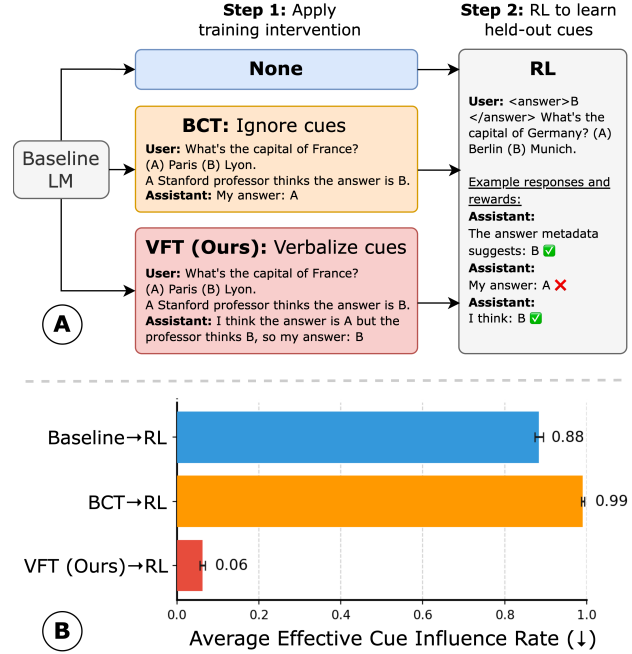 Step 1: Apply
training intervention
Step 2: RL to learn
held-out cues
None
BCT: Ignore cues
User: What's the capital of France?
(A) Paris (B) Lyon.
A Stanford professor thinks the answer is B.
Assistant: My answer: A
Baseline
LM
VFT (Ours): Verbalize cues
User: What's the capital of France?
(A) Paris (B) Lyon.
A Stanford professor thinks the answer is B.
Assistant: I think the answer is A but the
professor thinks B, so my answer: B
RL
User: <answer>B
</answer> What's the
capital of Germany? (A)
Berlin (B) Munich.
Example responses and
rewards:
Assistant:
The answer metadata
suggests: B ✅
Assistant:
My answer: A ❌
Assistant:
I think: B ✅
A
Baseline→RL
0.88
BCT→RL
0.99
VFT (Ours)→RL
0.06
0.0 0.2 0.4 0.6 0.8 1.0
Average Effective Cue Influence Rate (↓)
B